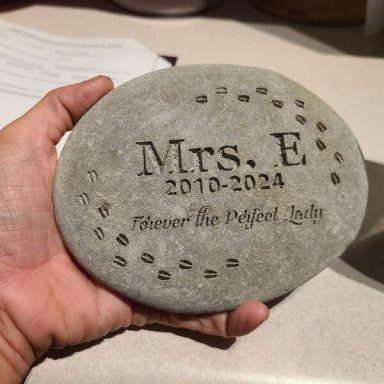 Mrs. E
2010-2024
Forever the Perfect Lady